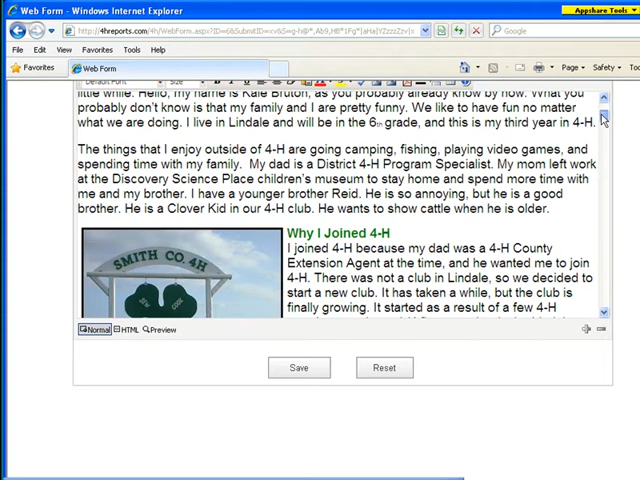 Web Form - Windows Internet Explorer
Appshare Tools
File Edit View Favorites Tools Help
Favorites Web Form
Page Safety
little while. Hello, my name is Kale Bruton, as you probably already know by now. What you
probably don't know is that my family and I are pretty funny. We like to have fun no matter
what we are doing. I live in Lindale and will be in the 6th grade, and this is my third year in 4-H.
The things that I enjoy outside of 4-H are going camping, fishing, playing video games, and
spending time with my family. My dad is a District 4-H Program Specialist. My mom left work
at the Discovery Science Place children's museum to stay home and spend more time with
me and my brother. I have a younger brother Reid. He is so annoying, but he is a good
brother. He is a Clover Kid in our 4-H club. He wants to show cattle when he is older.
SMITH CO. 4H
Why I Joined 4-H
I joined 4-H because my dad was a 4-H County
Extension Agent at the time, and he wanted me to join
4-H. There was not a club in Lindale, so we decided to
start a new club. It has taken a while, but the club is
finally growing. It started as a result of a few 4-H
Normal HTML Preview
Save Reset